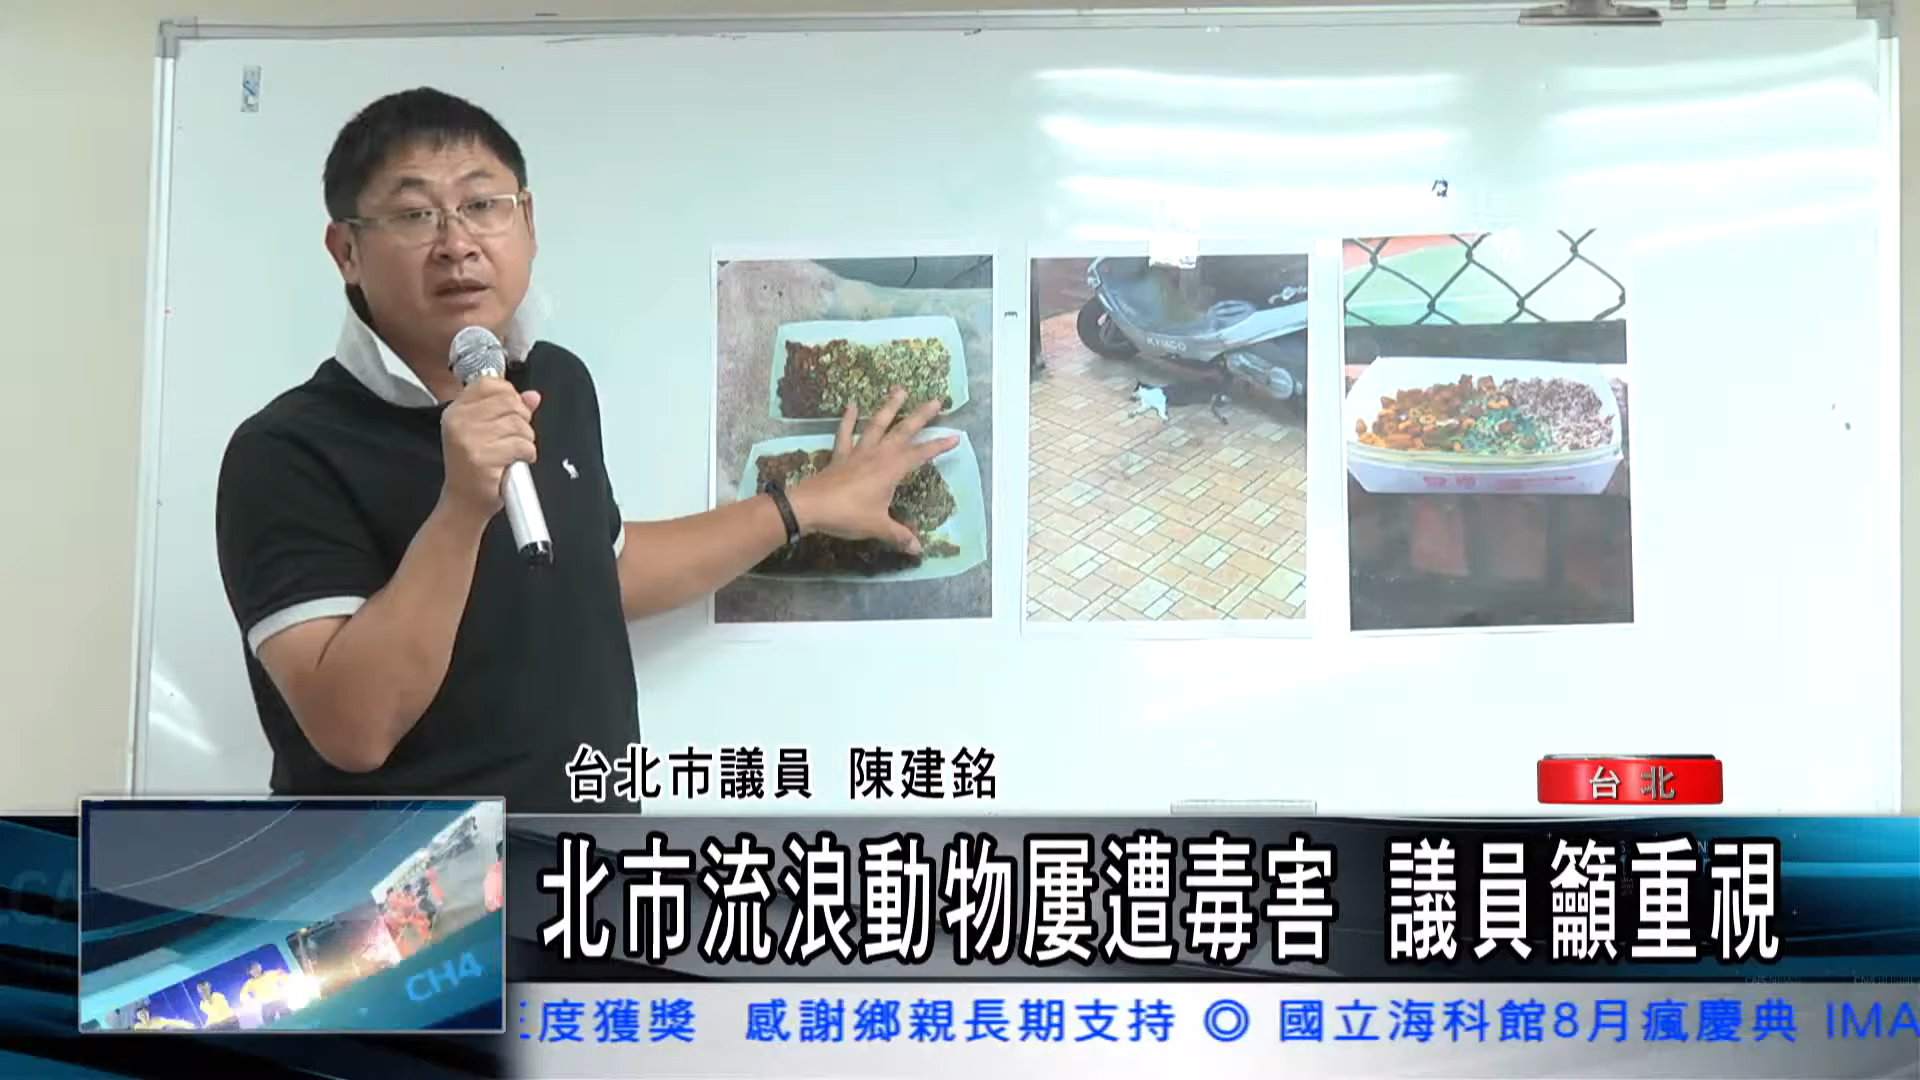 KYMCO
台北市議員 陳建銘
台北
北市流浪動物屢遭毒害 議員籲重視
CH4
度獲獎 感謝鄉親長期支持 ◎ 國立海科館8月瘋慶典 IMA